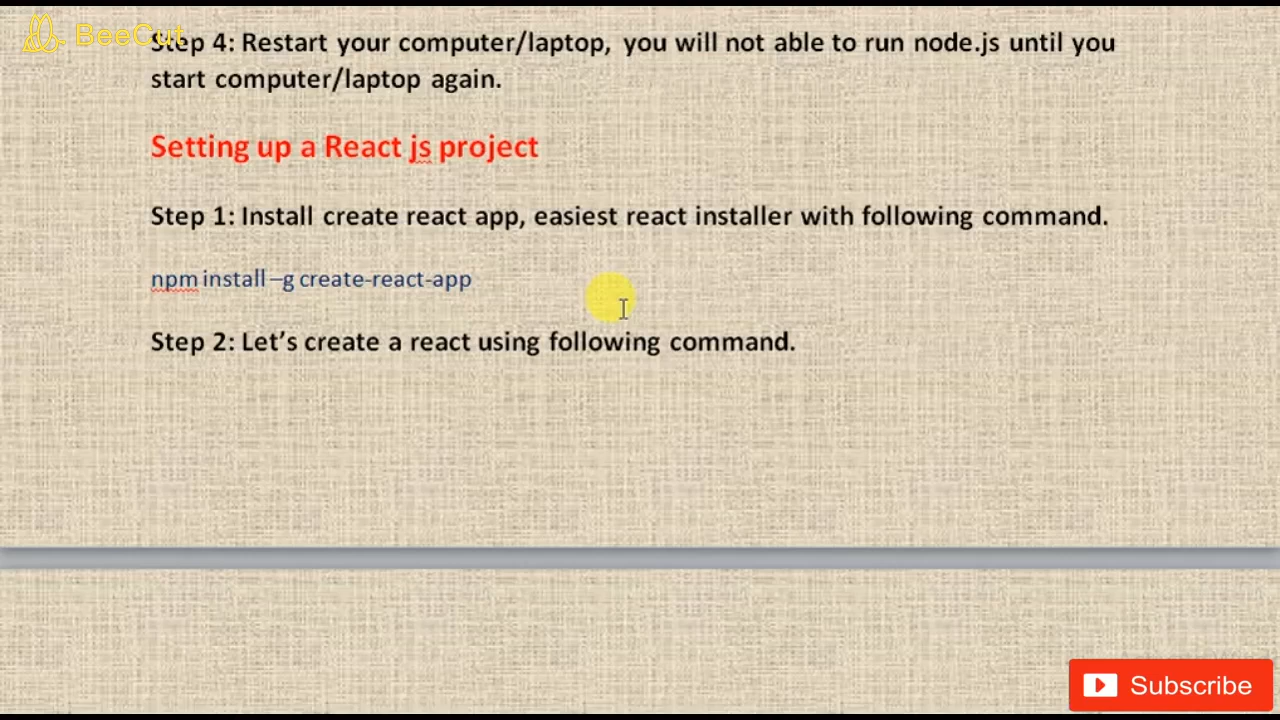 BeeCut
Step 4: Restart your computer/laptop, you will not able to run node.js until you
start computer/laptop again.
Setting up a React js project
Step 1: Install create react app, easiest react installer with following command.
npm install –g create-react-app
Step 2: Let’s create a react using following command.
Subscribe